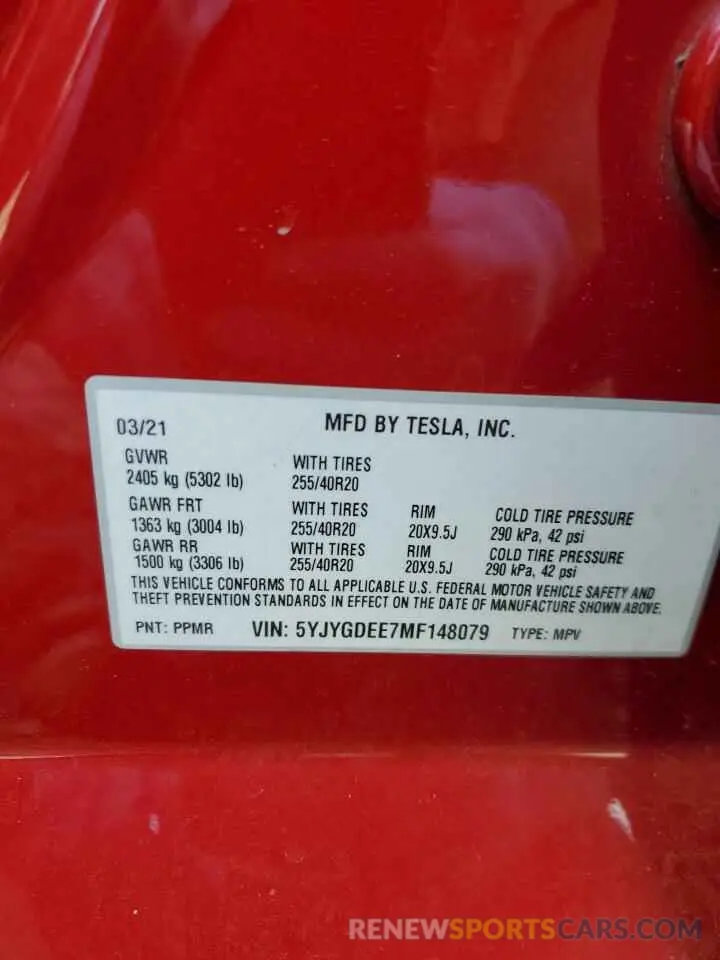 03/21 MFD BY TESLA, INC.
GVWR
2405 kg (5302 lb) WITH TIRES 255/40R20
GAWR FRT WITH TIRES RIM COLD TIRE PRESSURE
1363 kg (3004 lb) 255/40R20 20X9.5J 290 kPa, 42 psi
GAWR RR WITH TIRES RIM COLD TIRE PRESSURE
1500 kg (3306 lb) 255/40R20 20X9.5J 290 kPa, 42 psi
THIS VEHICLE CONFORMS TO ALL APPLICABLE U.S. FEDERAL MOTOR VEHICLE SAFETY AND
THEFT PREVENTION STANDARDS IN EFFECT ON THE DATE OF MANUFACTURE SHOWN ABOVE.
PNT: PPMR VIN: 5YJYGDEE7MF148079 TYPE: MPV
RENEWSPORTSCARS.COM